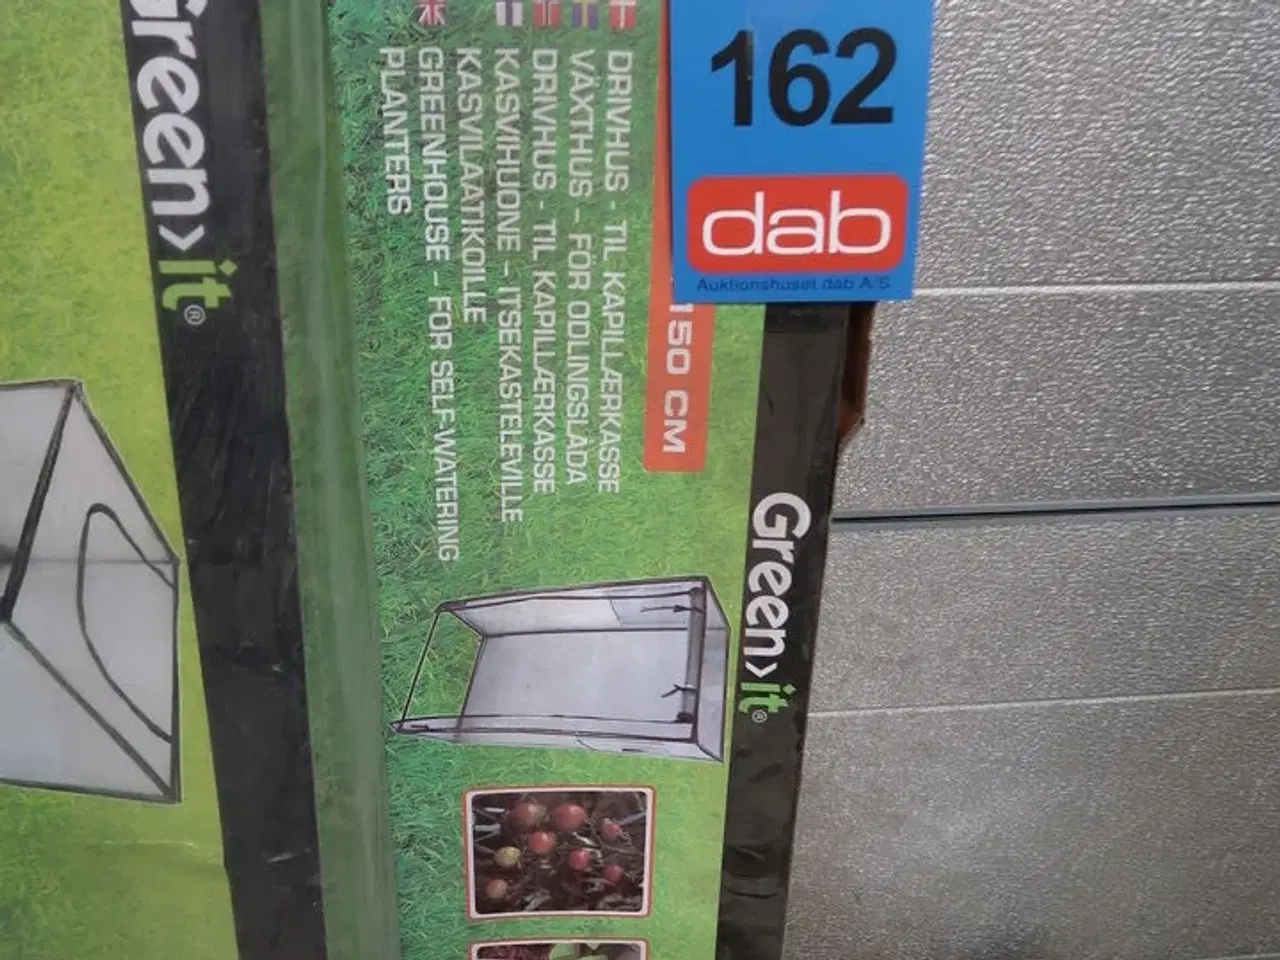 Green>it®
162
dab
Auktionshuset dab A/S
150 CM
DRIVHUS - TIL KAPILLÆRKASSE
VÄXTHUS – FÖR ODLINGSLÅDA
DRIVHUS - TIL KAPILLÆRKASSE
KASVIHUONE – ITSEKASTELEVILLE
KASVILAATIKOILLE
GREENHOUSE – FOR SELF-WATERING
PLANTERS
Green>it®